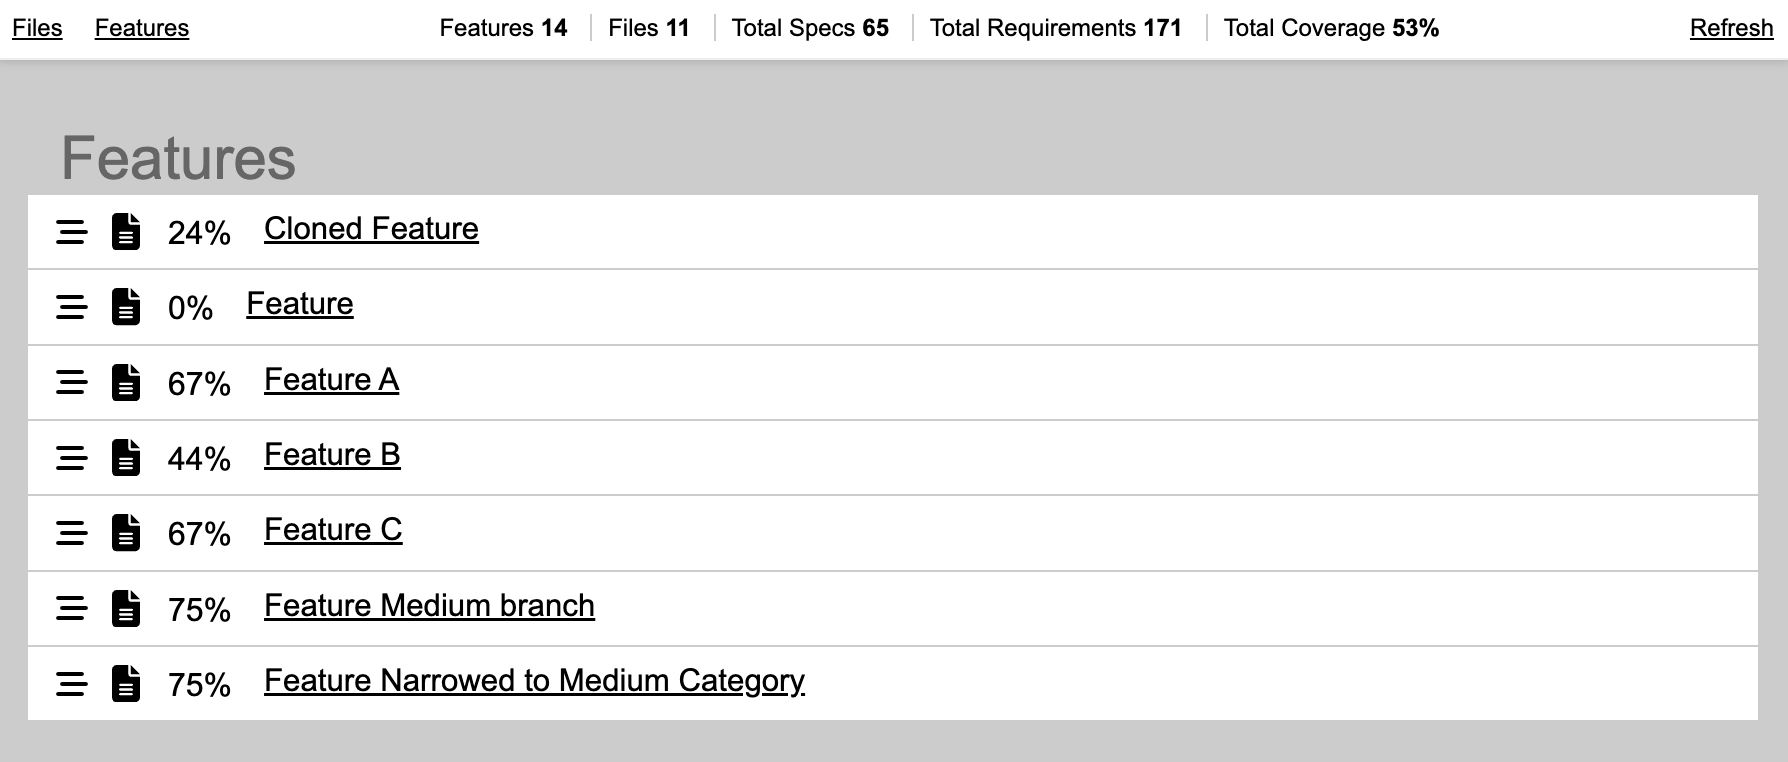 Files Features Features 14 Files 11 Total Specs 65 Total Requirements 171 Total Coverage 53% Refresh
Features
24% Cloned Feature
0% Feature
67% Feature A
44% Feature B
67% Feature C
75% Feature Medium branch
75% Feature Narrowed to Medium Category